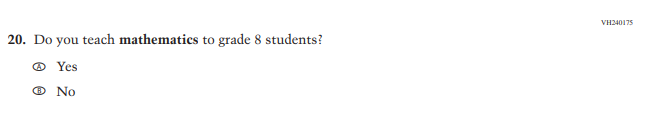 VH240175
20. Do you teach mathematics to grade 8 students?
Ⓐ Yes
Ⓑ No